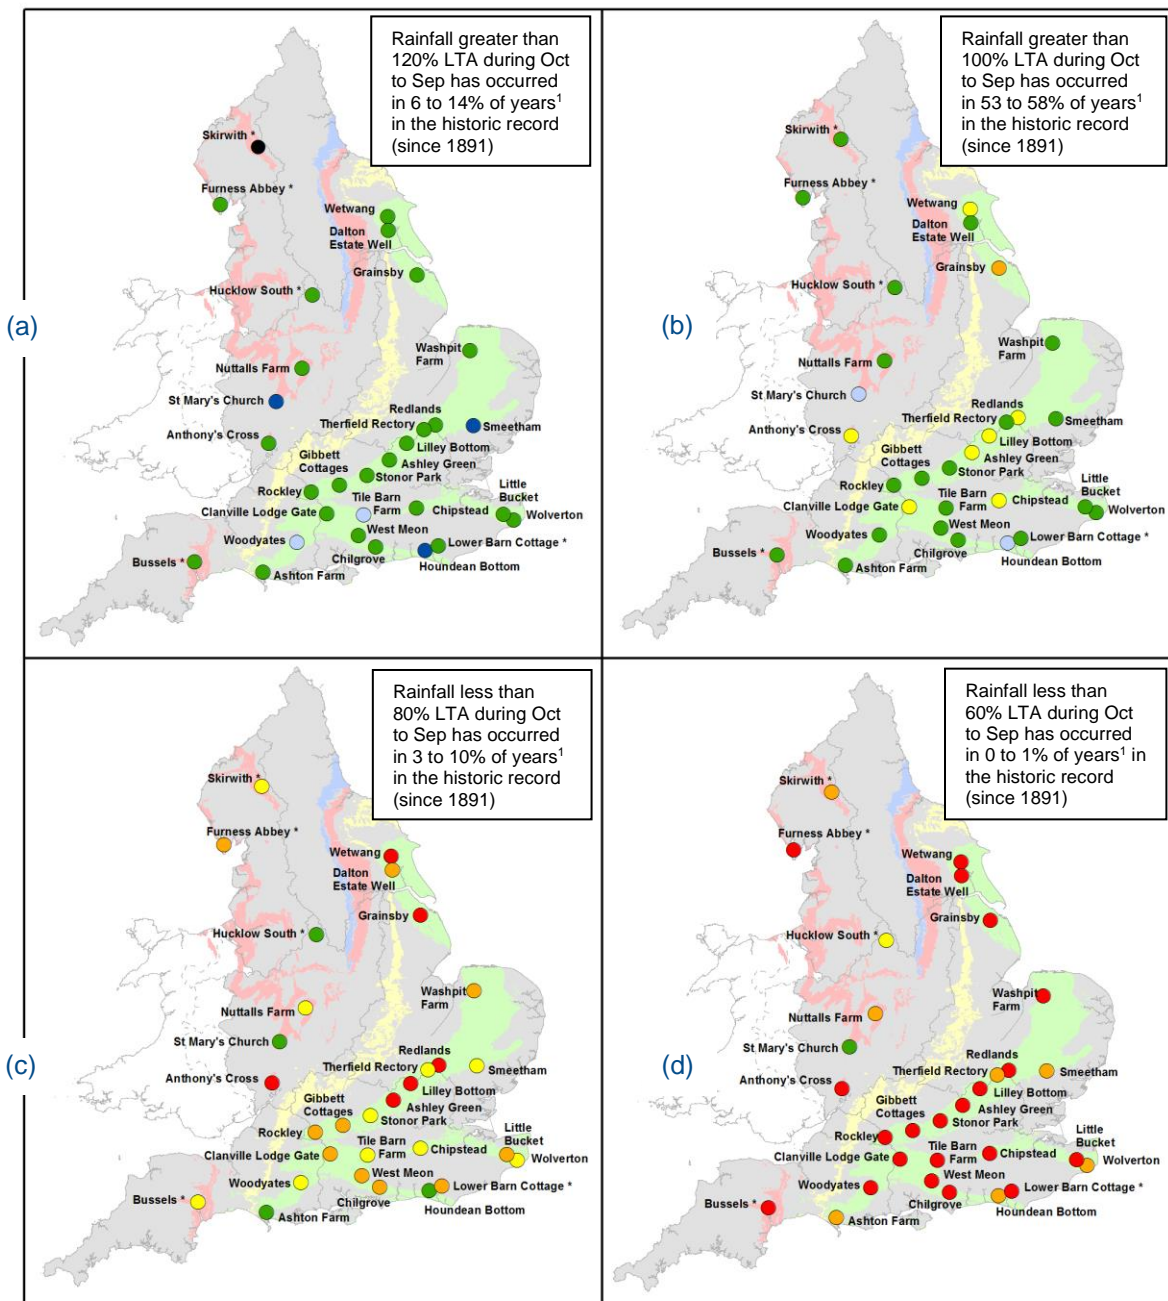 Rainfall greater than
120% LTA during Oct
to Sep has occurred
in 6 to 14% of years¹
in the historic record
(since 1891)
Skirwith *
Furness Abbey *
Wetwang
Dalton
Estate Well
Grainsby
Hucklow South *
(a)
Washpit
Farm
Nuttalls Farm
St Mary's Church
Redlands
Therfield Rectory
Smeetham
Anthony's Cross
Lilley Bottom
Gibbett
Cottages
Ashley Green
Stonor Park
Rockley
Tile Barn
Farm
Little
Bucket
Clanville Lodge Gate
Chipstead
Wolverton
West Meon
Woodyates
Lower Barn Cottage *
Bussels *
Chilgrove
Houndean Bottom
Ashton Farm
Rainfall greater than
100% LTA during Oct
to Sep has occurred
in 53 to 58% of years¹
in the historic record
(since 1891)
Skirwith *
Furness Abbey *
Wetwang
Dalton
Estate Well
Grainsby
Hucklow South *
(b)
Washpit
Farm
Nuttalls Farm
St Mary's Church
Redlands
Therfield Rectory
Smeetham
Anthony's Cross
Lilley Bottom
Gibbett
Cottages
Ashley Green
Stonor Park
Rockley
Tile Barn
Farm
Little
Bucket
Chipstead
Clanville Lodge Gate
Wolverton
West Meon
Woodyates
Lower Barn Cottage *
Bussels *
Chilgrove
Houndean Bottom
Ashton Farm
Rainfall less than
80% LTA during Oct
to Sep has occurred
in 3 to 10% of years¹
in the historic record
(since 1891)
Skirwith *
Furness Abbey *
Wetwang
Dalton
Estate Well
Grainsby
Hucklow South *
Washpit
Farm
Nuttalls Farm
St Mary's Church
(c)
Redlands
Therfield Rectory
Smeetham
Anthony's Cross
Lilley Bottom
Gibbett
Cottages
Ashley Green
Stonor Park
Rockley
Tile Barn
Farm
Little
Bucket
Clanville Lodge Gate
Chipstead
Wolverton
West Meon
Woodyates
Lower Barn Cottage *
Bussels *
Chilgrove
Houndean Bottom
Ashton Farm
Rainfall less than
60% LTA during Oct
to Sep has occurred
in 0 to 1% of years¹ in
the historic record
(since 1891)
Skirwith *
Furness Abbey *
Wetwang
Dalton
Estate Well
Grainsby
Hucklow South *
Washpit
Farm
Nuttalls Farm
St Mary's Church
(d)
Redlands
Therfield Rectory
Smeetham
Anthony's Cross
Lilley Bottom
Gibbett
Cottages
Ashley Green
Stonor Park
Rockley
Tile Barn
Farm
Little
Bucket
Clanville Lodge Gate
Chipstead
Wolverton
West Meon
Woodyates
Lower Barn Cottage *
Bussels *
Chilgrove
Houndean Bottom
Ashton Farm